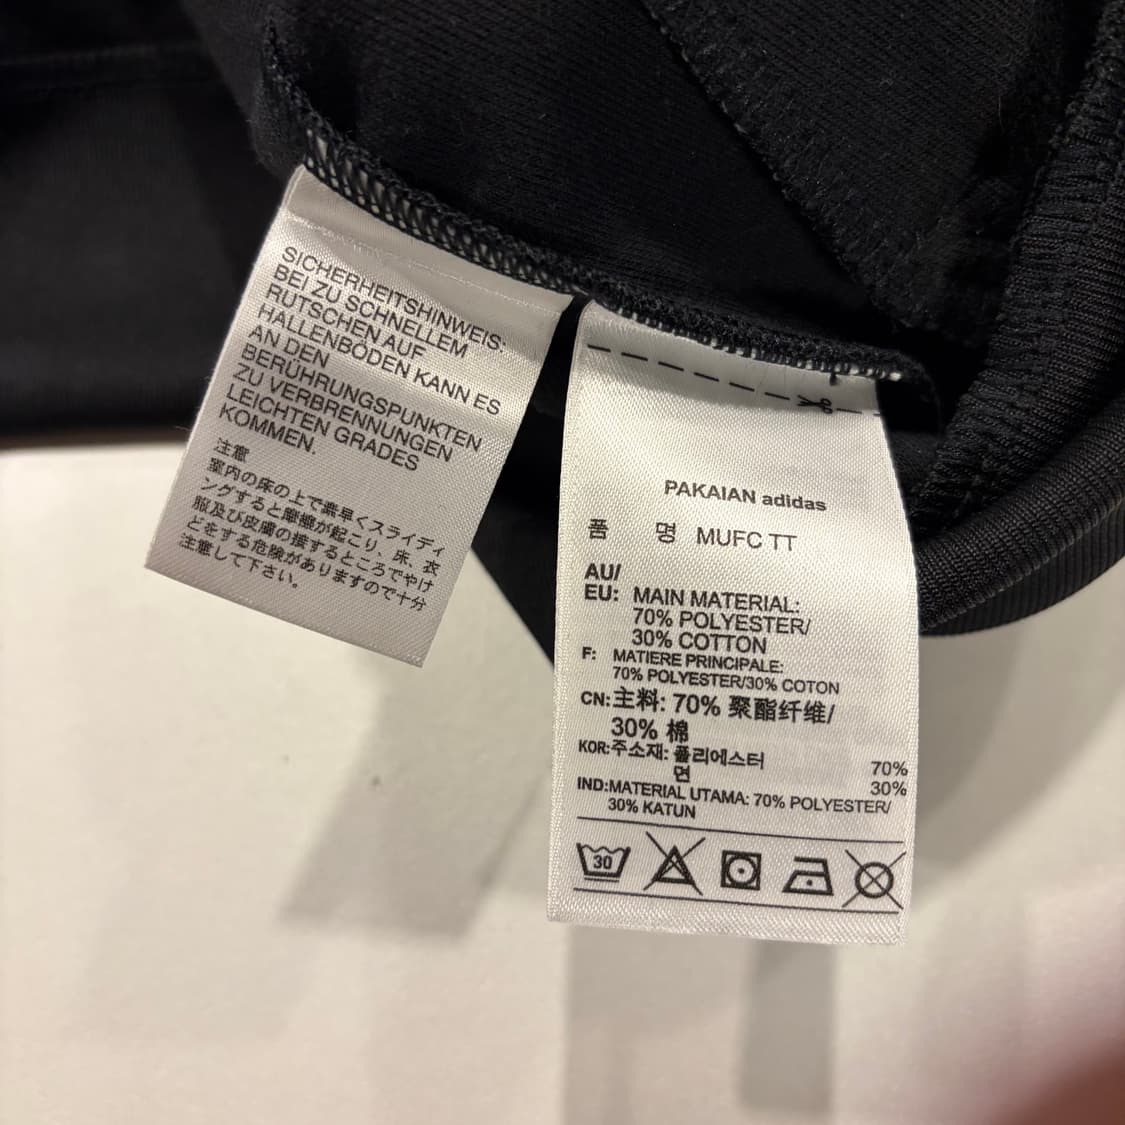 SICHERHEITSHINWEIS:
BEI ZU SCHNELLEM
RUTSCHEN AUF
HALLENBÖDEN KANN ES
AN DEN
BERÜHRUNGSPUNKTEN
ZU VERBRENNUNGEN
LEICHTEN GRADES
KOMMEN.
注意
室内の床の上で素早くスライディ
ングすると摩擦が起こり、床、衣
服及び皮膚の接するところでやけ
どをする危険がありますので十分
注意して下さい。
PAKAIAN adidas
품 명 MUFC TT
AU/
EU: MAIN MATERIAL:
70% POLYESTER/
30% COTTON
F: MATIERE PRINCIPALE:
70% POLYESTER/30% COTON
CN:主料: 70% 聚酯纤维/
30% 棉
KOR:주소재: 폴리에스터 70%
면 30%
IND:MATERIAL UTAMA: 70% POLYESTER/
30% KATUN
30